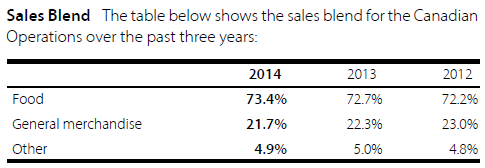 Sales Blend The table below shows the sales blend for the Canadian
Operations over the past three years:
2014 2013 2012
Food 73.4% 72.7% 72.2%
General merchandise 21.7% 22.3% 23.0%
Other 4.9% 5.0% 4.8%